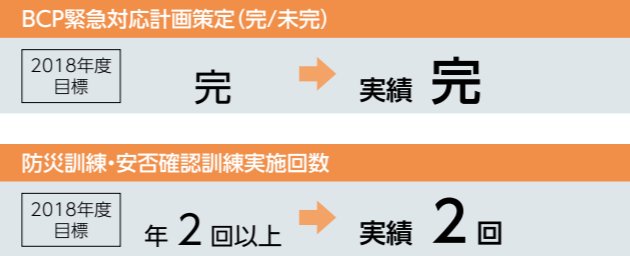 BCP緊急対応計画策定(完/未完)
2018年度
目標
完
実績 完
防災訓練・安否確認訓練実施回数
2018年度
目標
年 2 回以上
実績 2 回